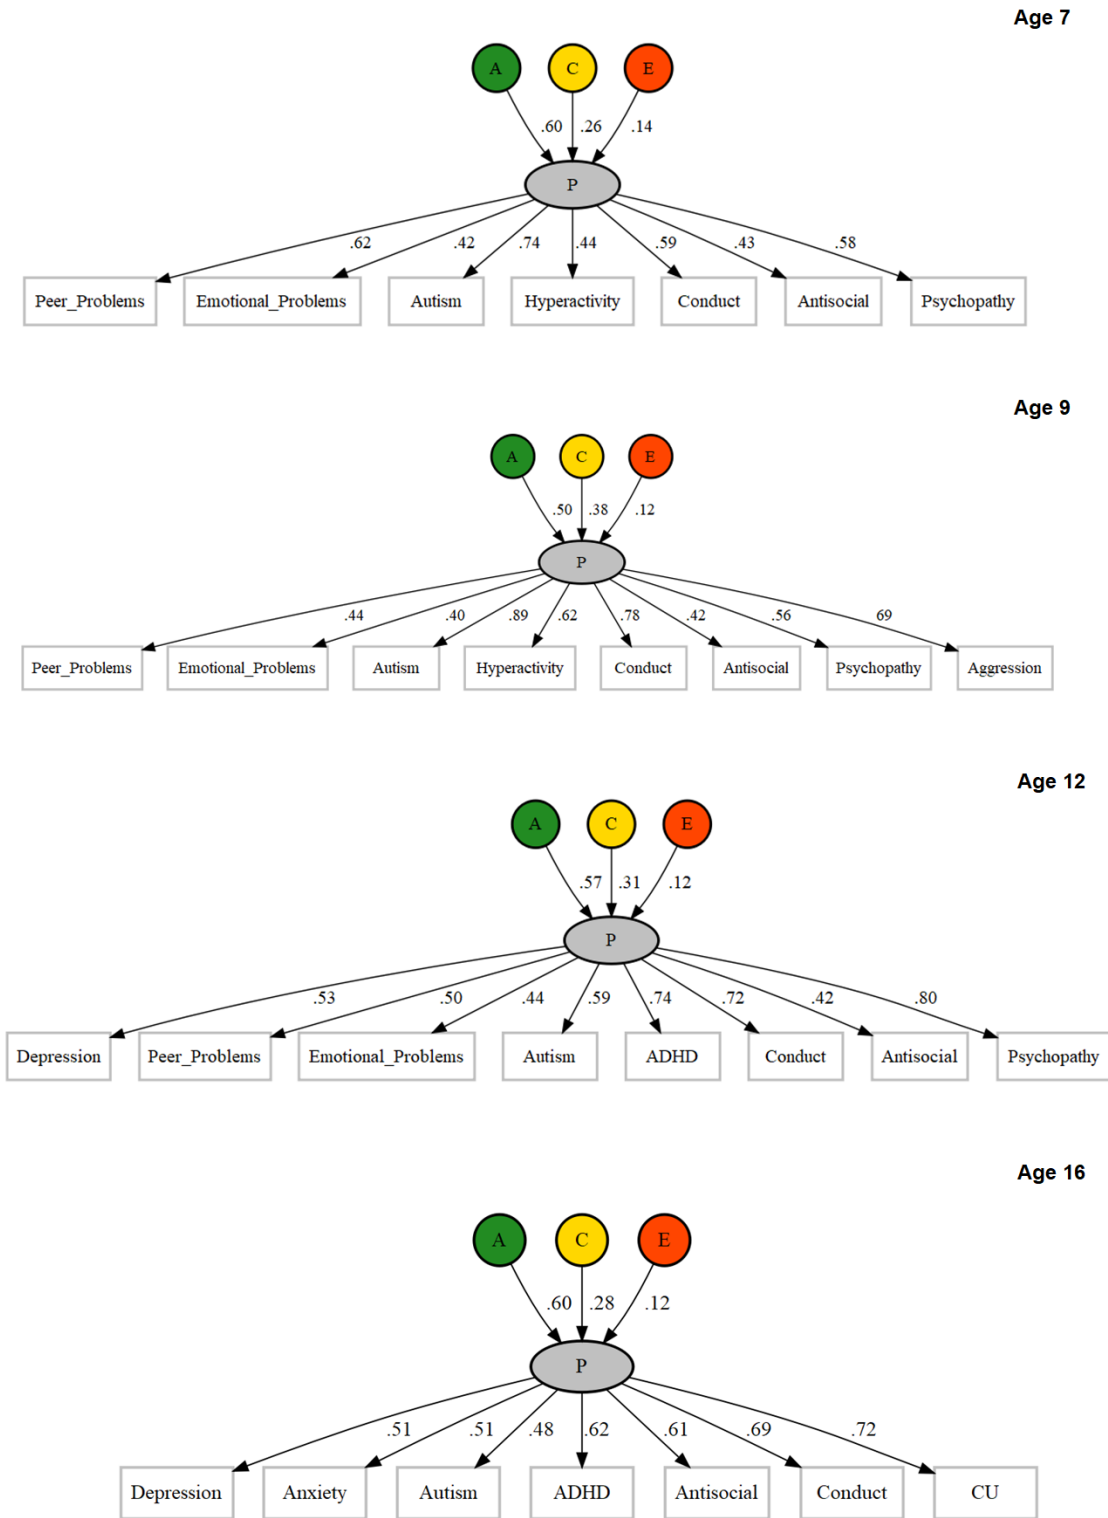 Age 7
A C E
.60 .26 .14
P
.62 .42 .74 .44 .59 .43 .58
Peer_Problems Emotional_Problems Autism Hyperactivity Conduct Antisocial Psychopathy
Age 9
A C E
.50 .38 .12
P
.44 .40 .89 .62 .78 .42 .56 69
Peer_Problems Emotional_Problems Autism Hyperactivity Conduct Antisocial Psychopathy Aggression
Age 12
A C E
.57 .31 .12
P
.53 .50 .44 .59 .74 .72 .42 .80
Depression Peer_Problems Emotional_Problems Autism ADHD Conduct Antisocial Psychopathy
Age 16
A C E
.60 .28 .12
P
.51 .51 .48 .62 .61 .69 .72
Depression Anxiety Autism ADHD Antisocial Conduct CU